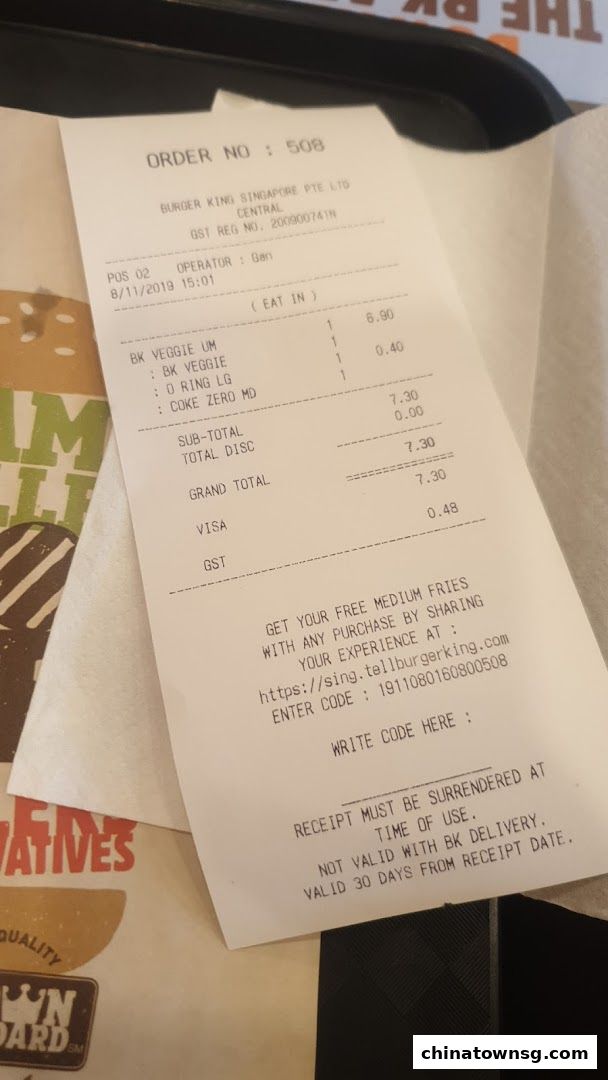 THE BK
ORDER NO : 508
BURGER KING SINGAPORE PTE LTD
CENTRAL
GST REG NO. 200900741N
POS 02 OPERATOR : Gan
8/11/2019 15:01
( EAT IN )
BK VEGGIE UM 1 6.90
: BK VEGGIE 1
: O RING LG 1 0.40
: COKE ZERO MD 1
SUB-TOTAL 7.30
TOTAL DISC 0.00
GRAND TOTAL 7.30
VISA 7.30
GST 0.48
GET YOUR FREE MEDIUM FRIES
WITH ANY PURCHASE BY SHARING
YOUR EXPERIENCE AT :
https://sing.tellburgerking.com
ENTER CODE : 1911080160800508
WRITE CODE HERE :
RECEIPT MUST BE SURRENDERED AT
TIME OF USE.
NOT VALID WITH BK DELIVERY.
VALID 30 DAYS FROM RECEIPT DATE.
QUALITY
chinatownsg.com